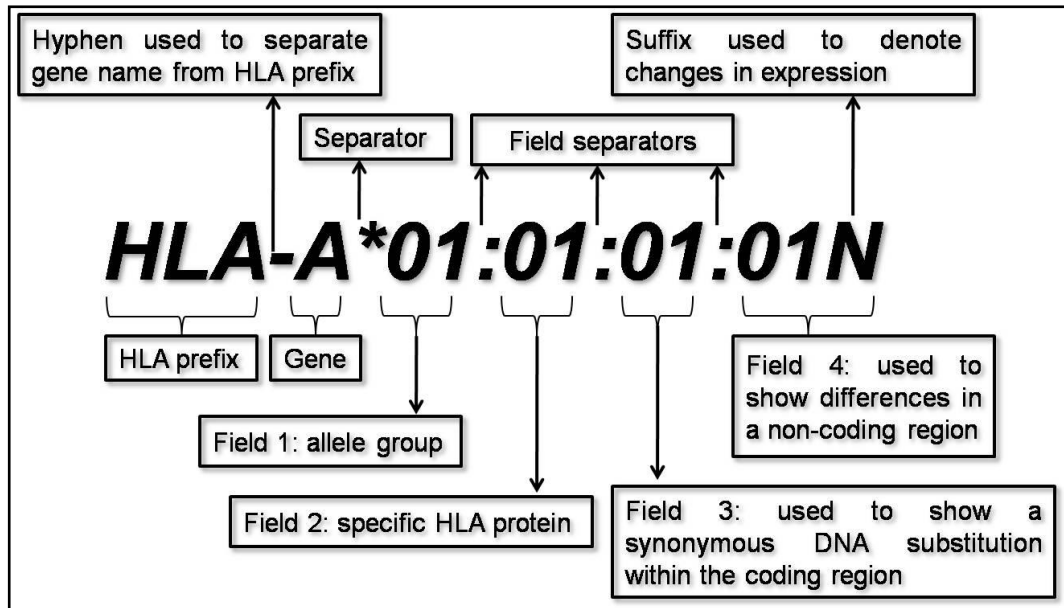 Hyphen used to separate
gene name from HLA prefix
Suffix used to denote
changes in expression
Separator
Field separators
HLA-A*01:01:01:01N
HLA prefix
Gene
Field 4: used to
show differences in
a non-coding region
Field 1: allele group
Field 2: specific HLA protein
Field 3: used to show a
synonymous DNA substitution
within the coding region